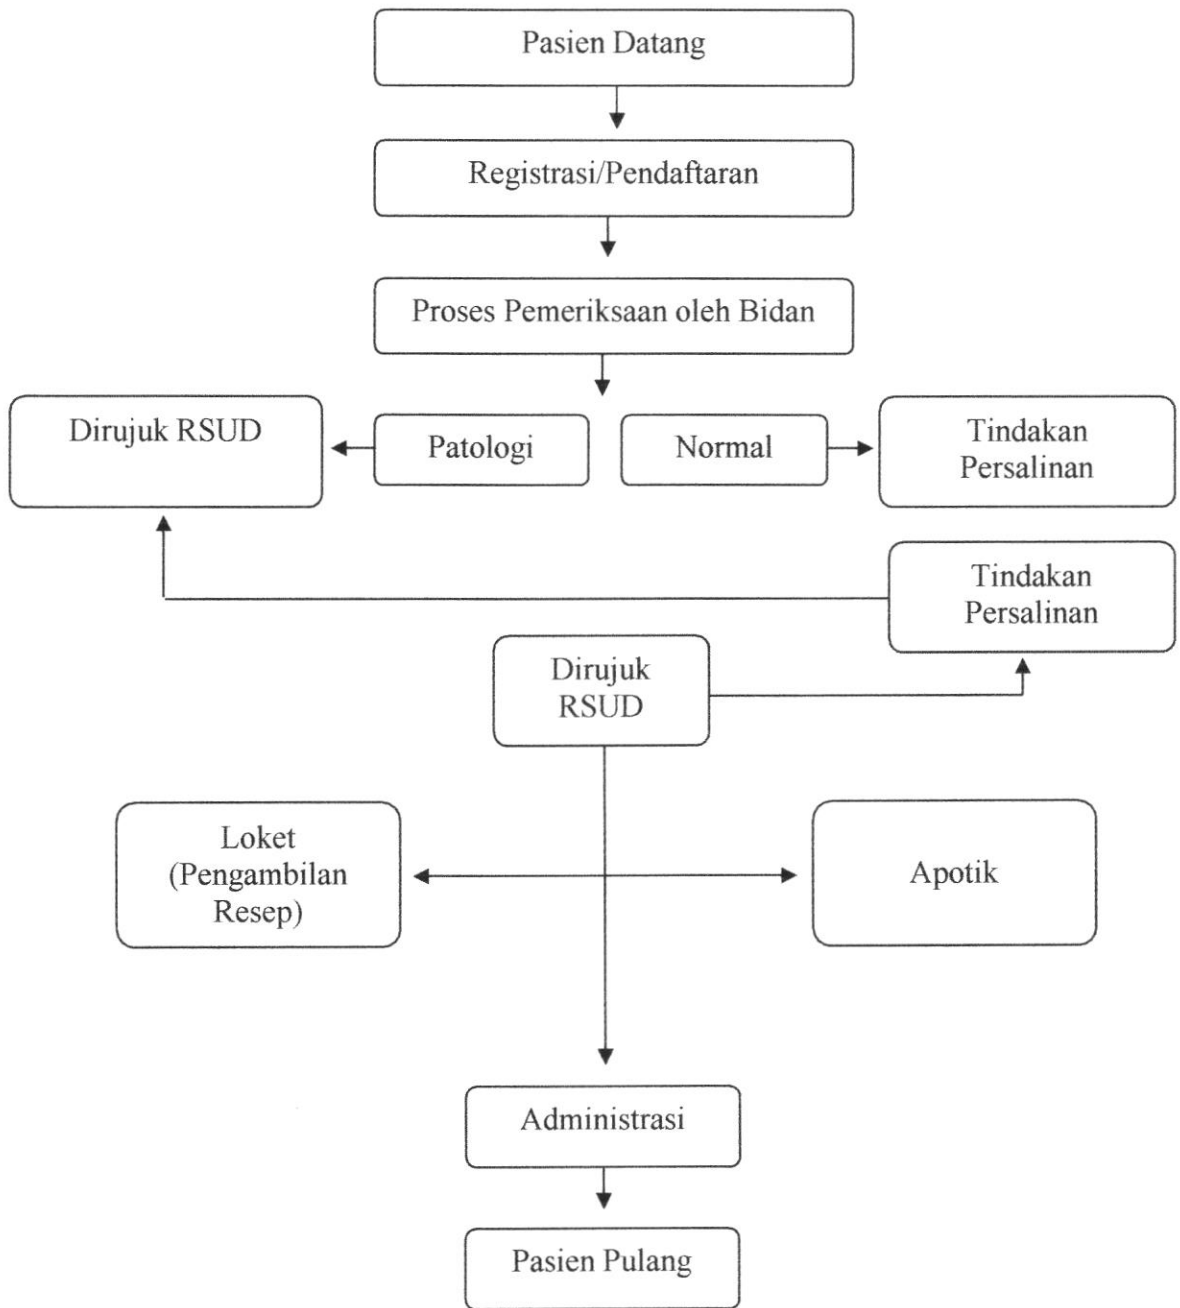 Pasien Datang
Registrasi/Pendaftaran
Proses Pemeriksaan oleh Bidan
Dirujuk RSUD
Patologi
Normal
Tindakan
Persalinan
Tindakan
Persalinan
Dirujuk
RSUD
Loket
(Pengambilan
Resep)
Apotik
Administrasi
Pasien Pulang